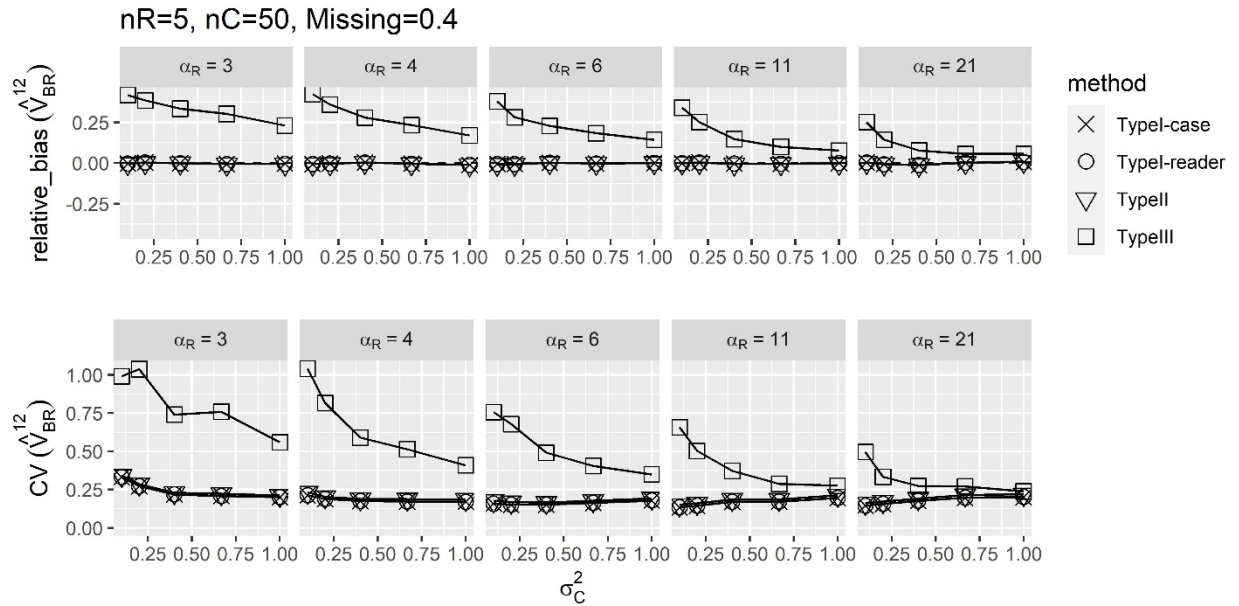 nR=5, nC=50, Missing=0.4
α_R = 3 α_R = 4 α_R = 6 α_R = 11 α_R = 21
relative_bias (V̂_BR^12)
0.25
0.00
-0.25
0.25 0.50 0.75 1.00 0.25 0.50 0.75 1.00 0.25 0.50 0.75 1.00 0.25 0.50 0.75 1.00 0.25 0.50 0.75 1.00
method
TypeI-case
TypeI-reader
TypeII
TypeIII
α_R = 3 α_R = 4 α_R = 6 α_R = 11 α_R = 21
CV (V̂_BR^12)
1.00
0.75
0.50
0.25
0.00
0.25 0.50 0.75 1.00 0.25 0.50 0.75 1.00 0.25 0.50 0.75 1.00 0.25 0.50 0.75 1.00 0.25 0.50 0.75 1.00
σ_C^2